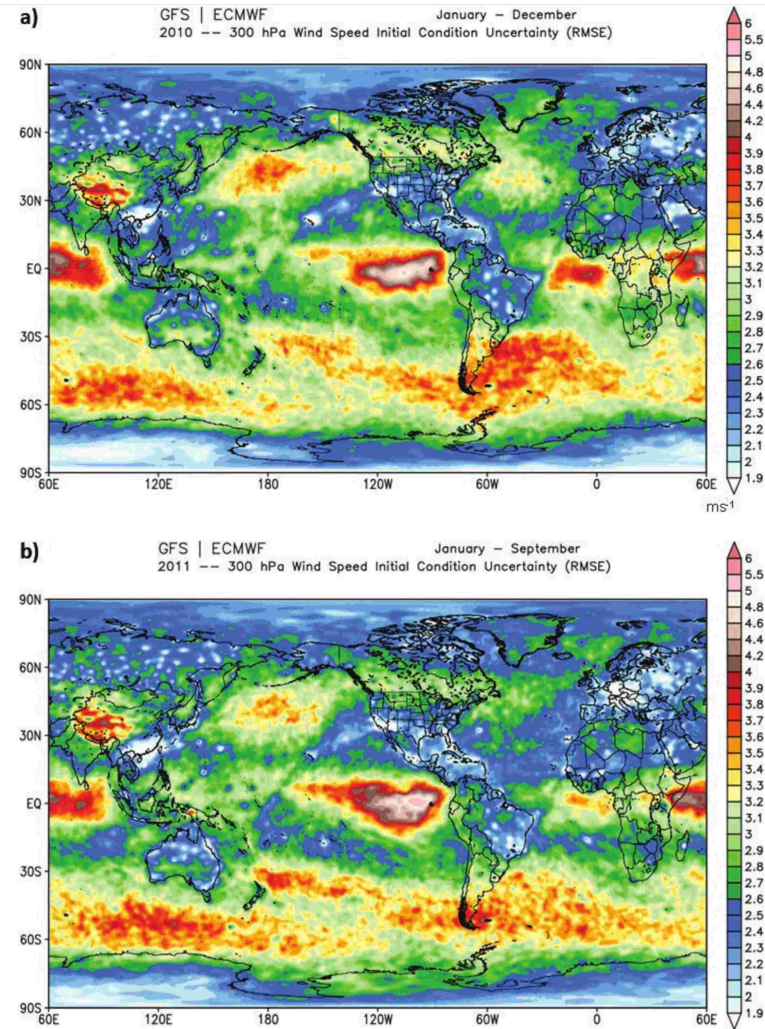 a)
GFS | ECMWF January – December
2010 –– 300 hPa Wind Speed Initial Condition Uncertainty (RMSE)
90N
60N
30N
EQ
30S
60S
90S
60E 120E 180 120W 60W 0 60E
6
5.5
5
4.8
4.6
4.4
4.2
4
3.9
3.8
3.7
3.6
3.5
3.4
3.3
3.2
3.1
3
2.9
2.8
2.7
2.6
2.5
2.4
2.3
2.2
2.1
2
1.9
ms-1
b)
GFS | ECMWF January – September
2011 –– 300 hPa Wind Speed Initial Condition Uncertainty (RMSE)
90N
60N
30N
EQ
30S
60S
90S
60E 120E 180 120W 60W 0 60E
6
5.5
5
4.8
4.6
4.4
4.2
4
3.9
3.8
3.7
3.6
3.5
3.4
3.3
3.2
3.1
3
2.9
2.8
2.7
2.6
2.5
2.4
2.3
2.2
2.1
2
1.9